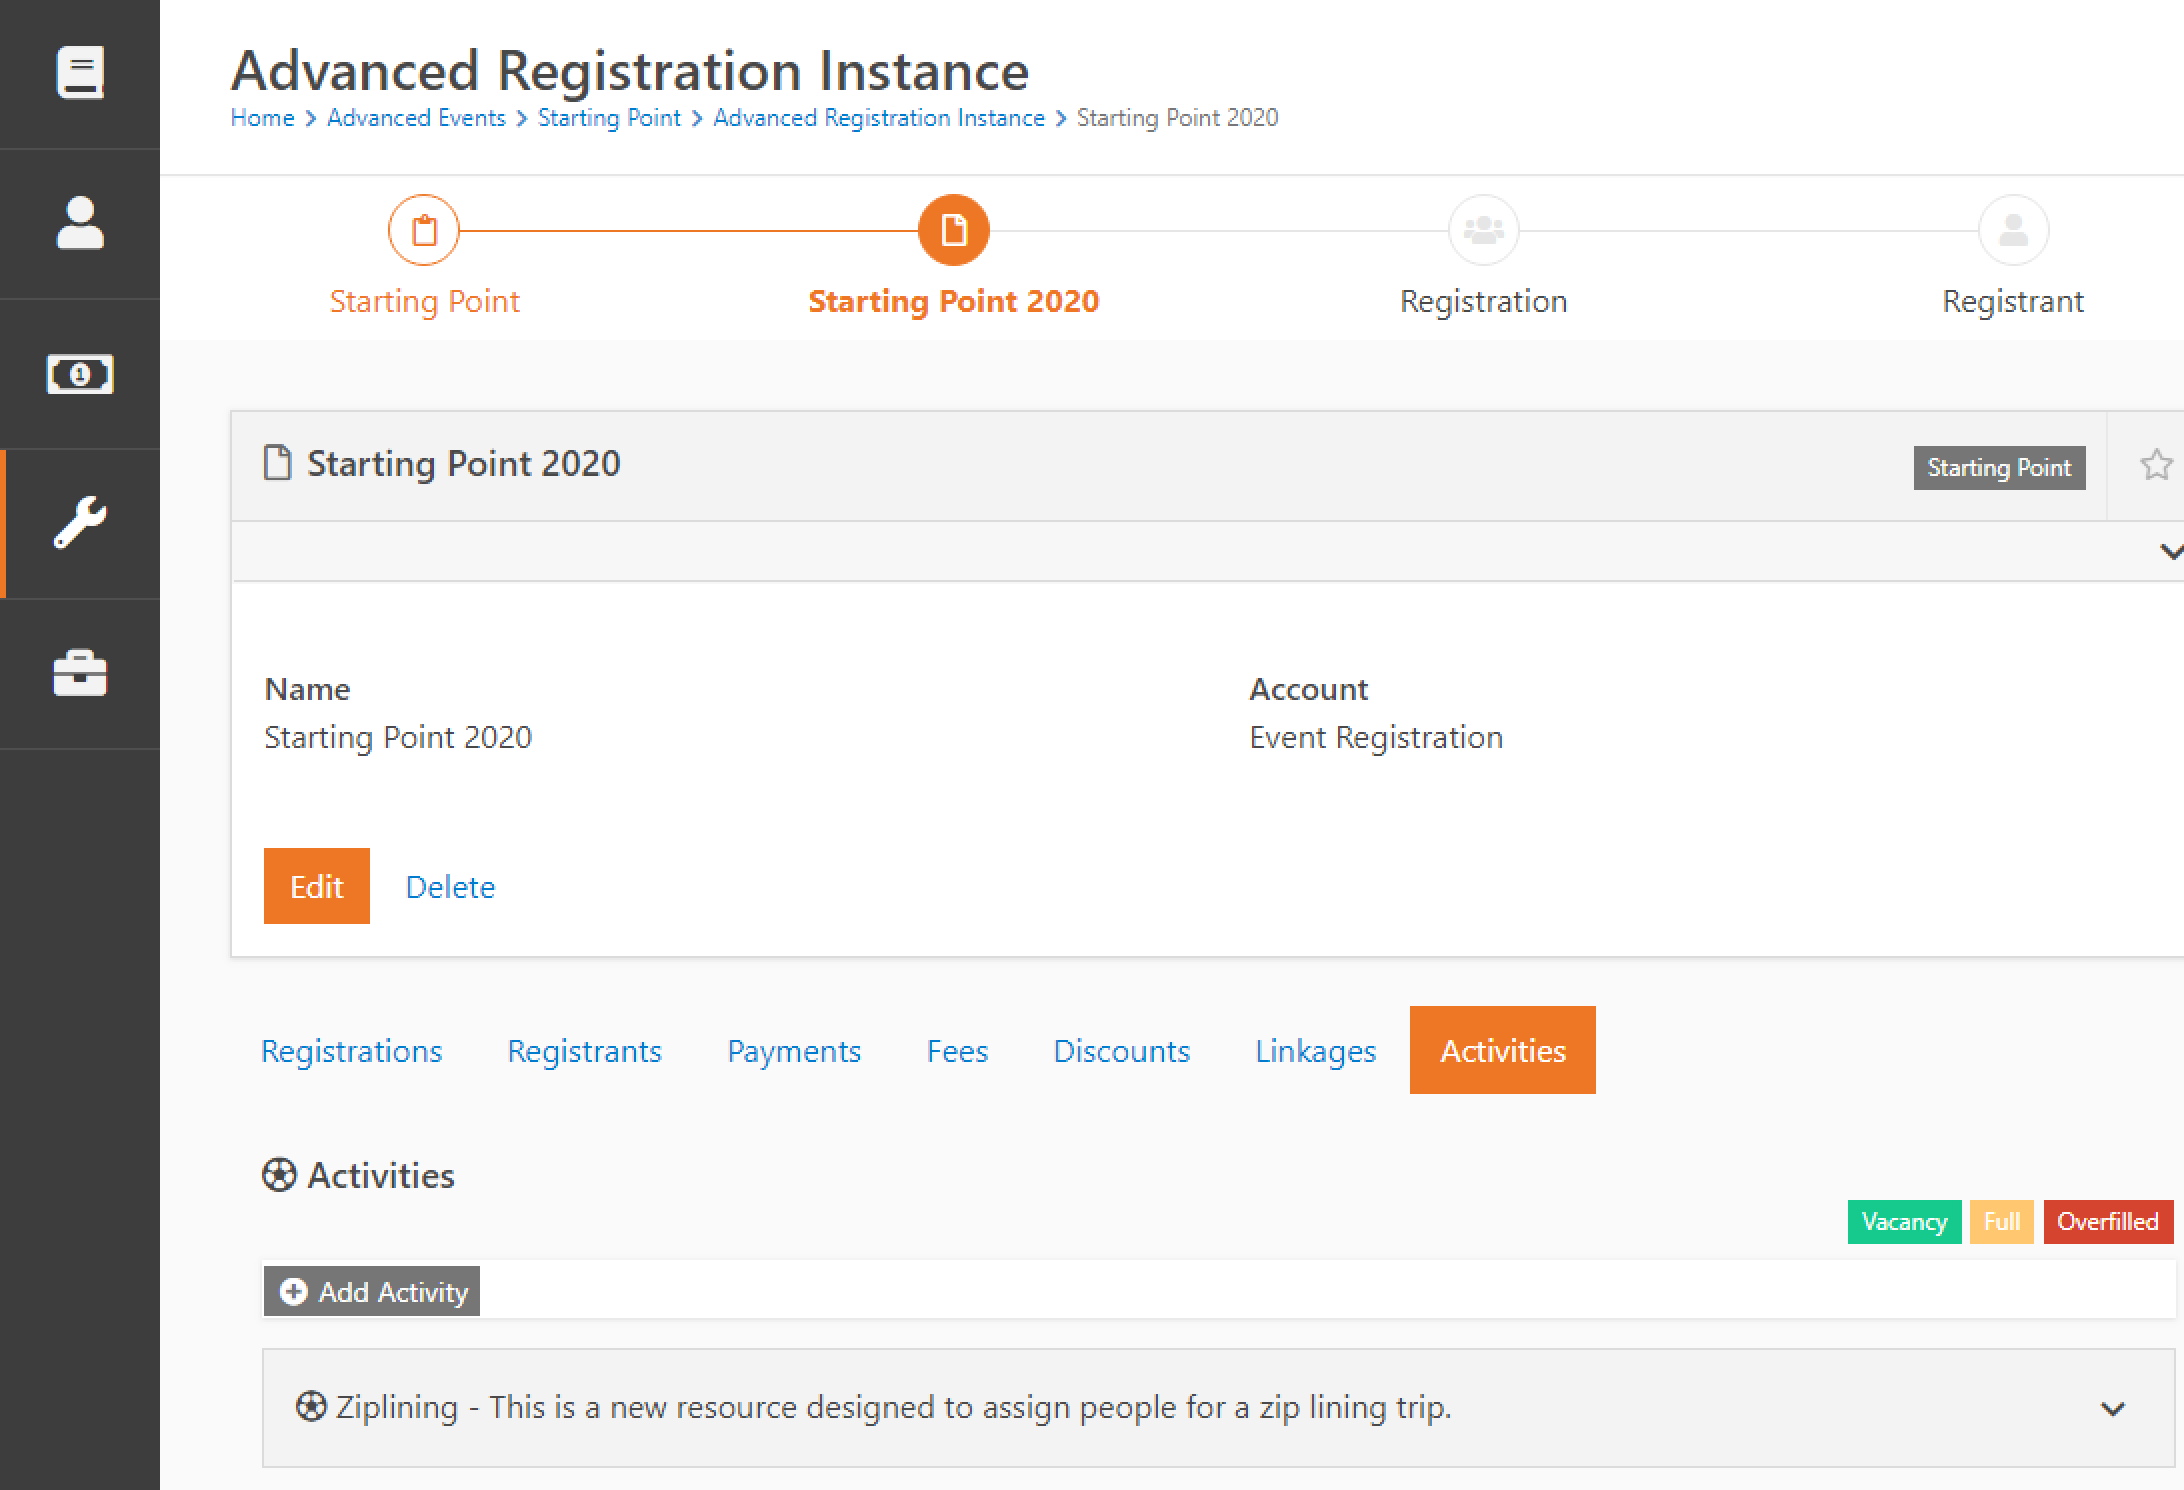 Advanced Registration Instance
Home > Advanced Events > Starting Point > Advanced Registration Instance > Starting Point 2020
Starting Point
Starting Point 2020
Registration
Registrant
Starting Point 2020
Starting Point
Name
Account
Starting Point 2020
Event Registration
Edit
Delete
Registrations
Registrants
Payments
Fees
Discounts
Linkages
Activities
Activities
Vacancy
Full
Overfilled
Add Activity
Ziplining - This is a new resource designed to assign people for a zip lining trip.